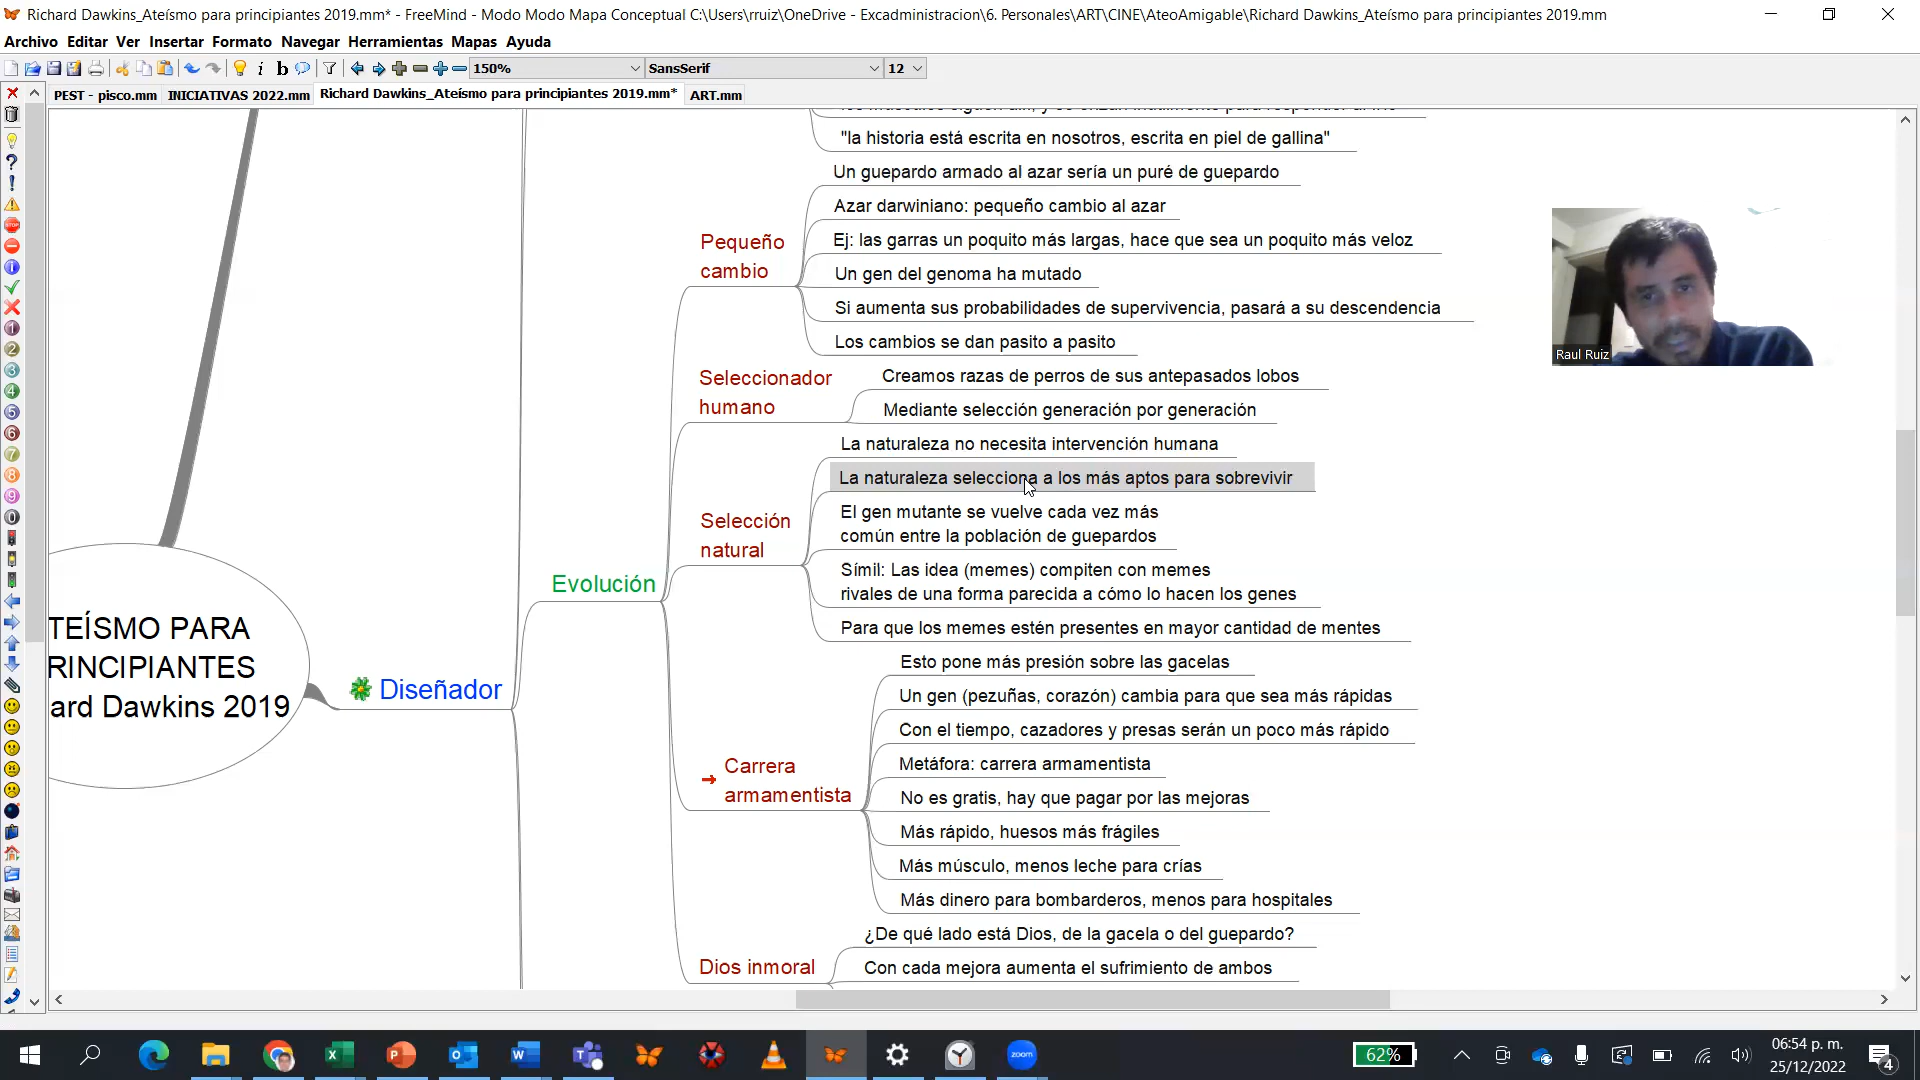 Richard Dawkins_Ateísmo para principiantes 2019.mm* - FreeMind - Modo Modo Mapa Conceptual C:\Users\rruiz\OneDrive - Excadministracion\6. Personales\ART\CINE\AteoAmigable\Richard Dawkins_Ateísmo para principiantes 2019.mm
Archivo Editar Ver Insertar Formato Navegar Herramientas Mapas Ayuda
150% SansSerif 12
PEST - pisco.mm INICIATIVAS 2022.mm Richard Dawkins_Ateísmo para principiantes 2019.mm* ART.mm
"la historia está escrita en nosotros, escrita en piel de gallina"
Pequeño
cambio
Un guepardo armado al azar sería un puré de guepardo
Azar darwiniano: pequeño cambio al azar
Ej: las garras un poquito más largas, hace que sea un poquito más veloz
Un gen del genoma ha mutado
Si aumenta sus probabilidades de supervivencia, pasará a su descendencia
Los cambios se dan pasito a pasito
Raul Ruiz
Seleccionador
humano
Creamos razas de perros de sus antepasados lobos
Mediante selección generación por generación
Selección
natural
La naturaleza no necesita intervención humana
La naturaleza selecciona a los más aptos para sobrevivir
El gen mutante se vuelve cada vez más
común entre la población de guepardos
Símil: Las idea (memes) compiten con memes
rivales de una forma parecida a cómo lo hacen los genes
Para que los memes estén presentes en mayor cantidad de mentes
Evolución
TEÍSMO PARA
RINCIPIANTES
ard Dawkins 2019
Diseñador
Carrera
armamentista
Esto pone más presión sobre las gacelas
Un gen (pezuñas, corazón) cambia para que sea más rápidas
Con el tiempo, cazadores y presas serán un poco más rápido
Metáfora: carrera armamentista
No es gratis, hay que pagar por las mejoras
Más rápido, huesos más frágiles
Más músculo, menos leche para crías
Más dinero para bombarderos, menos para hospitales
Dios inmoral
¿De qué lado está Dios, de la gacela o del guepardo?
Con cada mejora aumenta el sufrimiento de ambos
62%
06:54 p. m.
25/12/2022
4
zoom